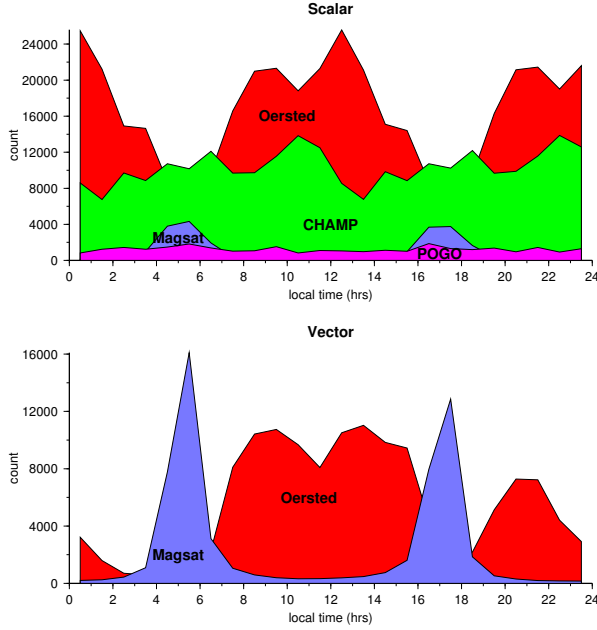 Scalar
24000
20000
16000
12000
8000
4000
0
count
Oersted
CHAMP
Magsat
POGO
0 2 4 6 8 10 12 14 16 18 20 22 24
local time (hrs)
Vector
16000
12000
8000
4000
0
count
Oersted
Magsat
0 2 4 6 8 10 12 14 16 18 20 22 24
local time (hrs)